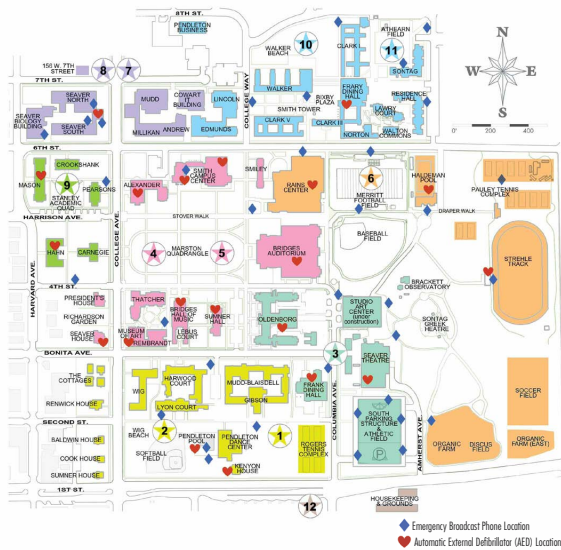 8TH ST.
PENDLETON
BUSINESS
150 W. 7TH
STREET
8
7
7TH ST.
WALKER
BEACH
10
CLARK I
ATHEARN
FIELD
11
SONTAG
N
W
E
S
0'
200
400
SEAVER
NORTH
SEAVER
BIOLOGY
BUILDING
SEAVER
SOUTH
MUDD
COWART
IT
BUILDING
LINCOLN
MILLIKAN
ANDREW
EDMUNDS
COLLEGE WAY
WALKER
SMITH
TOWER
BIXBY
PLAZA
CLARK V
CLARK III
FRARY
DINING
HALL
NORTON
LAWRY
COURT
RESIDENCE
HALL
WALTON
COMMONS
6TH ST.
CROOKSHANK
MASON
9
PEARSONS
STANLEY
ACADEMIC
QUAD
HARRISON AVE.
ALEXANDER
SMITH
CAMPUS
CENTER
SMILEY
RAINS
CENTER
6
MERRITT
FOOTBALL
FIELD
HALDEMAN
POOL
PAULEY TENNIS
COMPLEX
DRAPER WALK
STOVER WALK
COLLEGE AVE.
HAHN
CARNEGIE
4
MARSTON
QUADRANGLE
5
BRIDGES
AUDITORIUM
BASEBALL
FIELD
STREHLE
TRACK
4TH ST.
HARVARD AVE.
PRESIDENT'S
HOUSE
RICHARDSON
GARDEN
SEAVER
HOUSE
THATCHER
BRIDGES
HALL OF
MUSIC
MUSEUM
OF ART
REMBRANDT
LEBUS
COURT
SUMNER
HALL
OLDENBORG
STUDIO
ART
CENTER
(under
construction)
BRACKETT
OBSERVATORY
SONTAG
GREEK
THEATRE
BONITA AVE.
3
SEAVER
THEATRE
THE
COTTAGES
RENWICK HOUSE
WIG
HARWOOD
COURT
LYON COURT
MUDD-BLAISDELL
GIBSON
FRANK
DINING
HALL
COLUMBIA AVE.
SOCCER
FIELD
SECOND ST.
BALDWIN HOUSE
COOK HOUSE
SUMNER HOUSE
WIG
BEACH
2
SOFTBALL
FIELD
PENDLETON
POOL
PENDLETON
DANCE
CENTER
1
KENYON
HOUSE
ROGERS
TENNIS
COMPLEX
SOUTH
PARKING
STRUCTURE
&
ATHLETIC
FIELD
P
AMHERST AVE.
ORGANIC
FARM
DISCUS
FIELD
ORGANIC
FARM (EAST)
1ST ST.
12
HOUSEKEEPING
& GROUNDS
Emergency Broadcast Phone Location
Automatic External Defibrillator (AED) Location